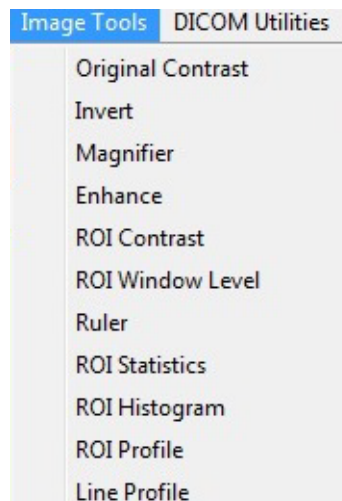 Image Tools DICOM Utilities
Original Contrast
Invert
Magnifier
Enhance
ROI Contrast
ROI Window Level
Ruler
ROI Statistics
ROI Histogram
ROI Profile
Line Profile